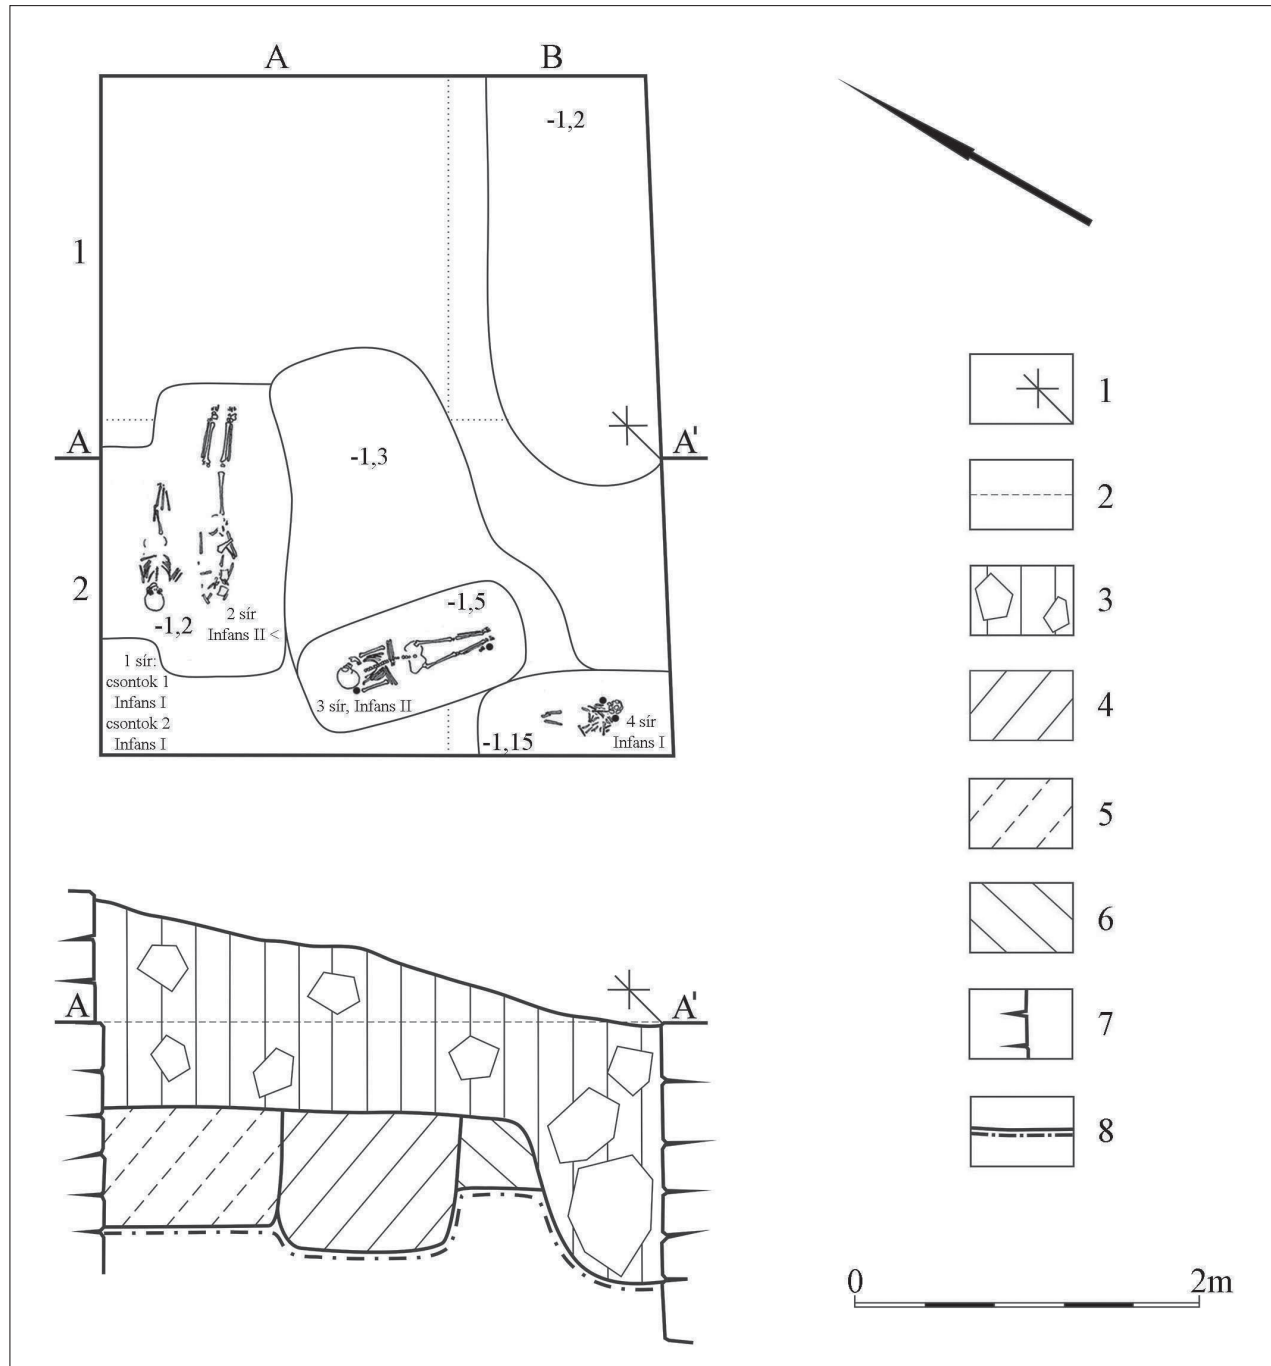 A B
-1,2
1
A
-1,3
A'
2
-1,5
-1,2
2 sír
Infans II <
1 sír:
csontok 1
Infans I
csontok 2
Infans I
3 sír, Infans II
-1,15
4 sír
Infans I
A
A'
1
2
3
4
5
6
7
8
0 2m